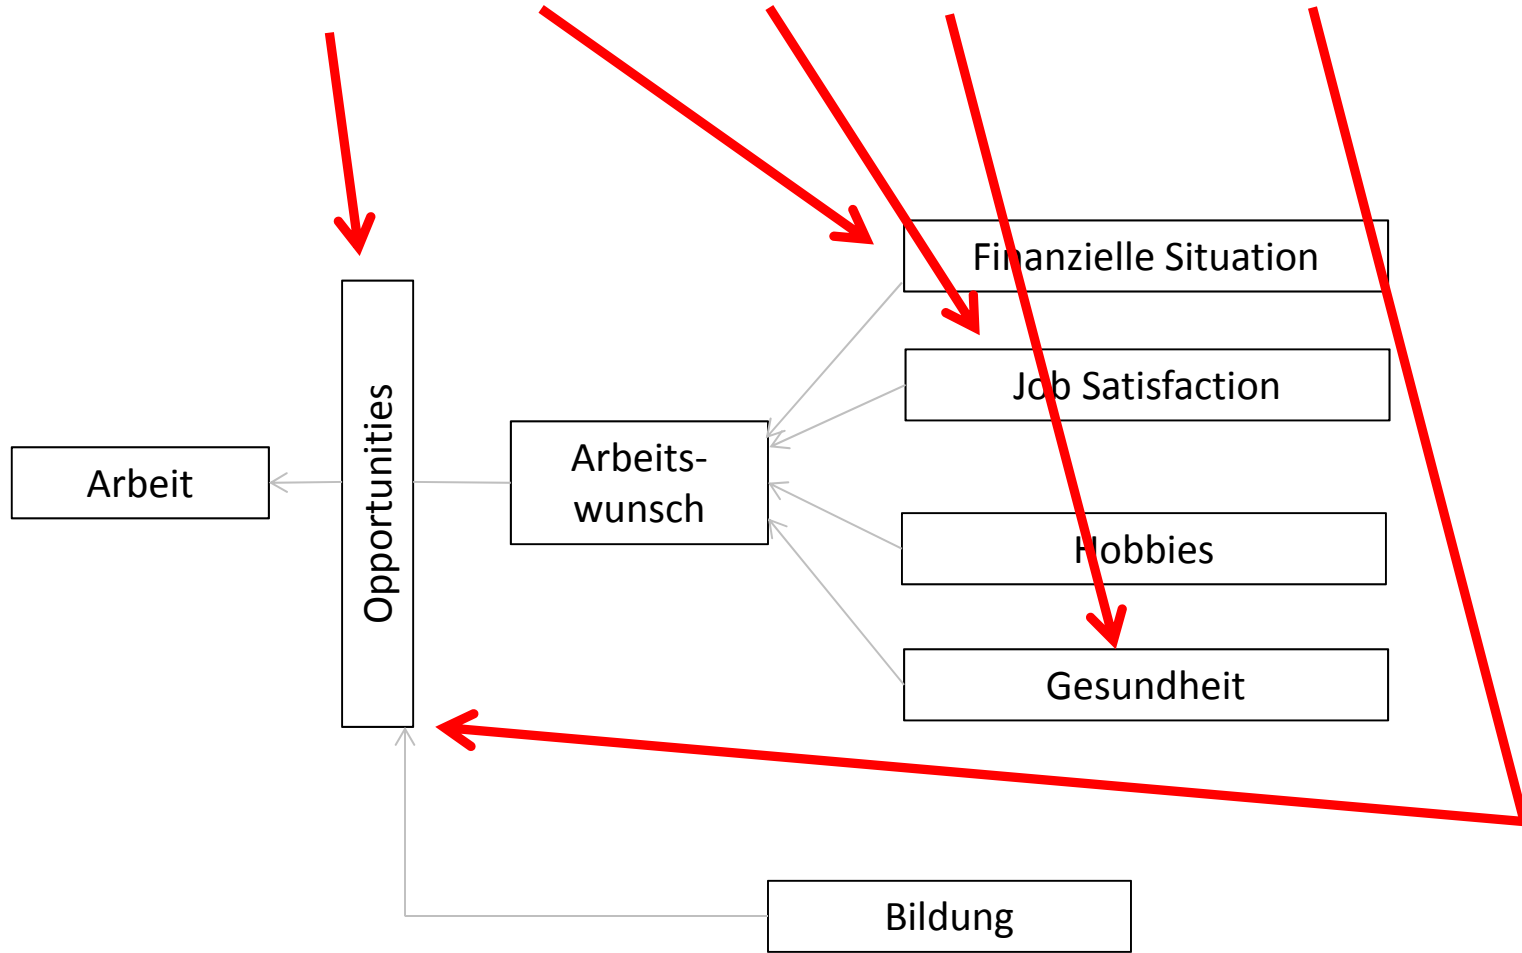 Finanzielle Situation
Job Satisfaction
Opportunities
Arbeits-
wunsch
Arbeit
Hobbies
Gesundheit
Bildung